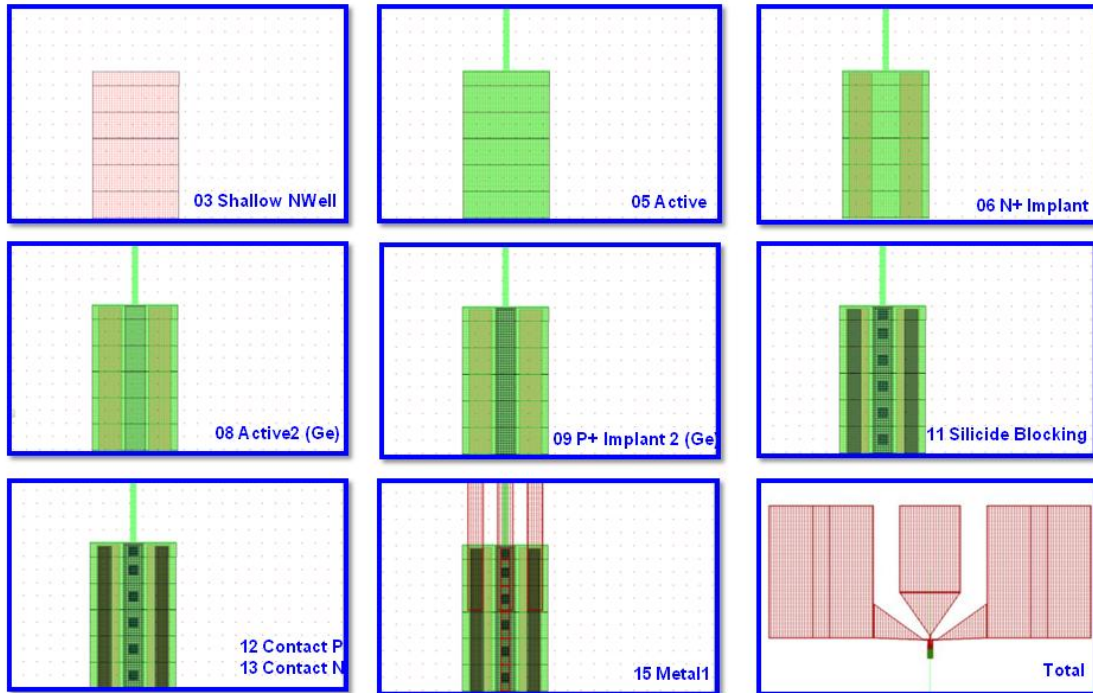 03 Shallow NWell
05 Active
06 N+ Implant
08 Active2 (Ge)
09 P+ Implant 2 (Ge)
11 Silicide Blocking
12 Contact P
13 Contact N
15 Metal1
Total